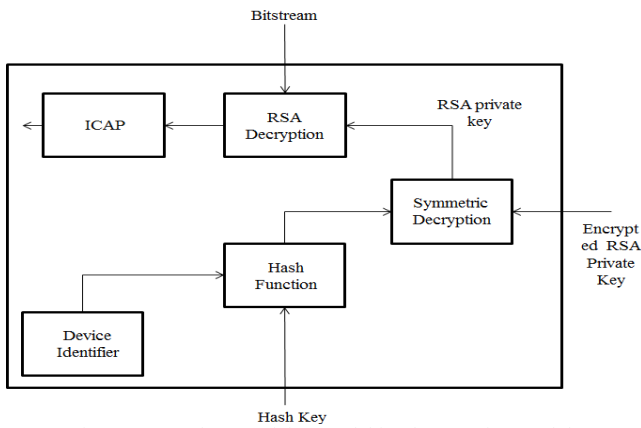 Bitstream
ICAP
RSA
Decryption
RSA private
key
Symmetric
Decryption
Encrypt
ed RSA
Private
Key
Hash
Function
Device
Identifier
Hash Key